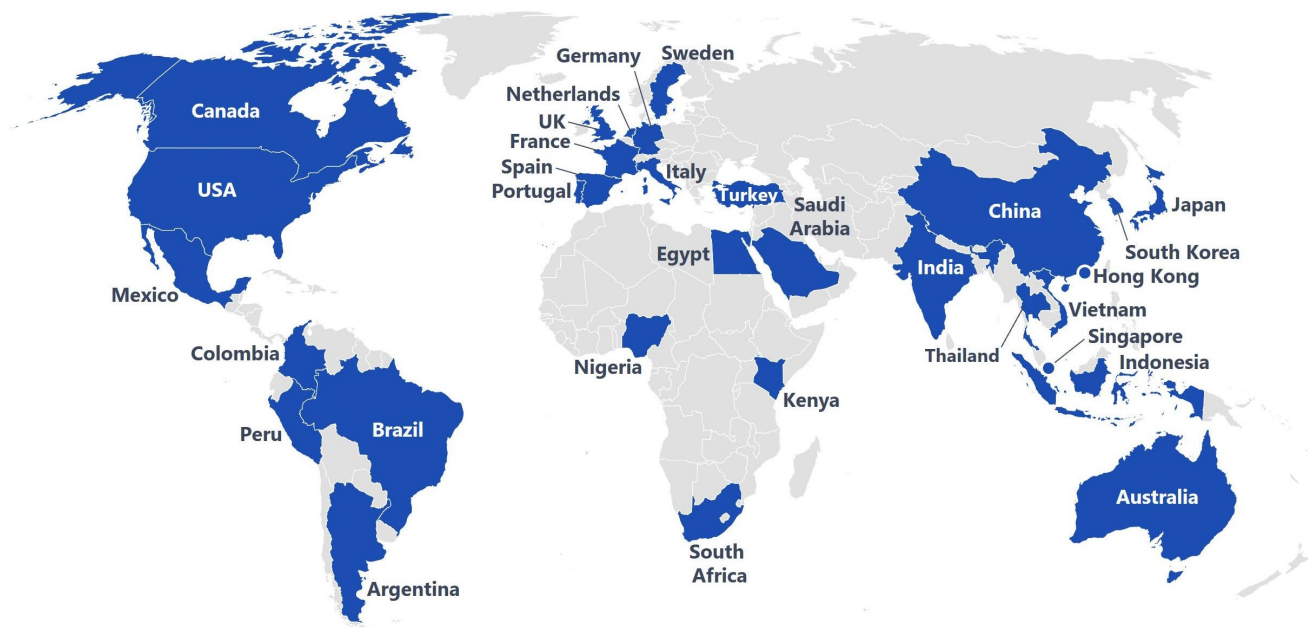 Canada
USA
Mexico
Colombia
Peru
Brazil
Argentina
Germany
Sweden
Netherlands
UK
France
Spain
Portugal
Italy
Turkey
Saudi
Arabia
Egypt
Nigeria
Kenya
South
Africa
China
Japan
South Korea
India
Hong Kong
Vietnam
Thailand
Singapore
Indonesia
Australia